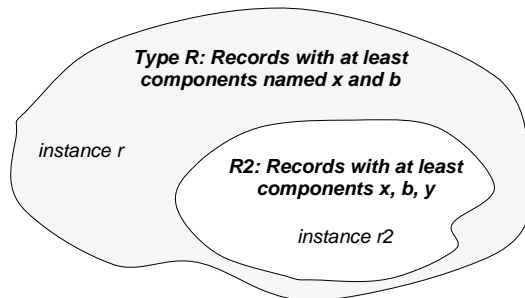 Type R: Records with at least
components named x and b
instance r
R2: Records with at least
components x, b, y
instance r2